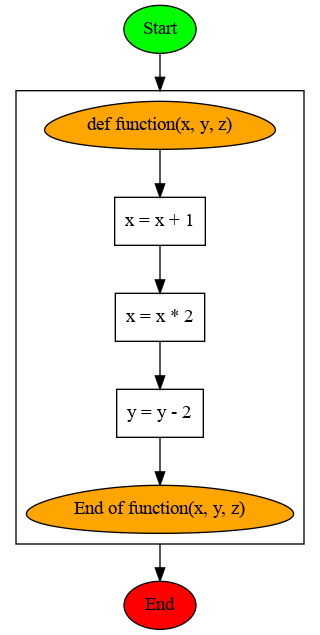 Start
def function(x, y, z)
x = x + 1
x = x * 2
y = y - 2
End of function(x, y, z)
End